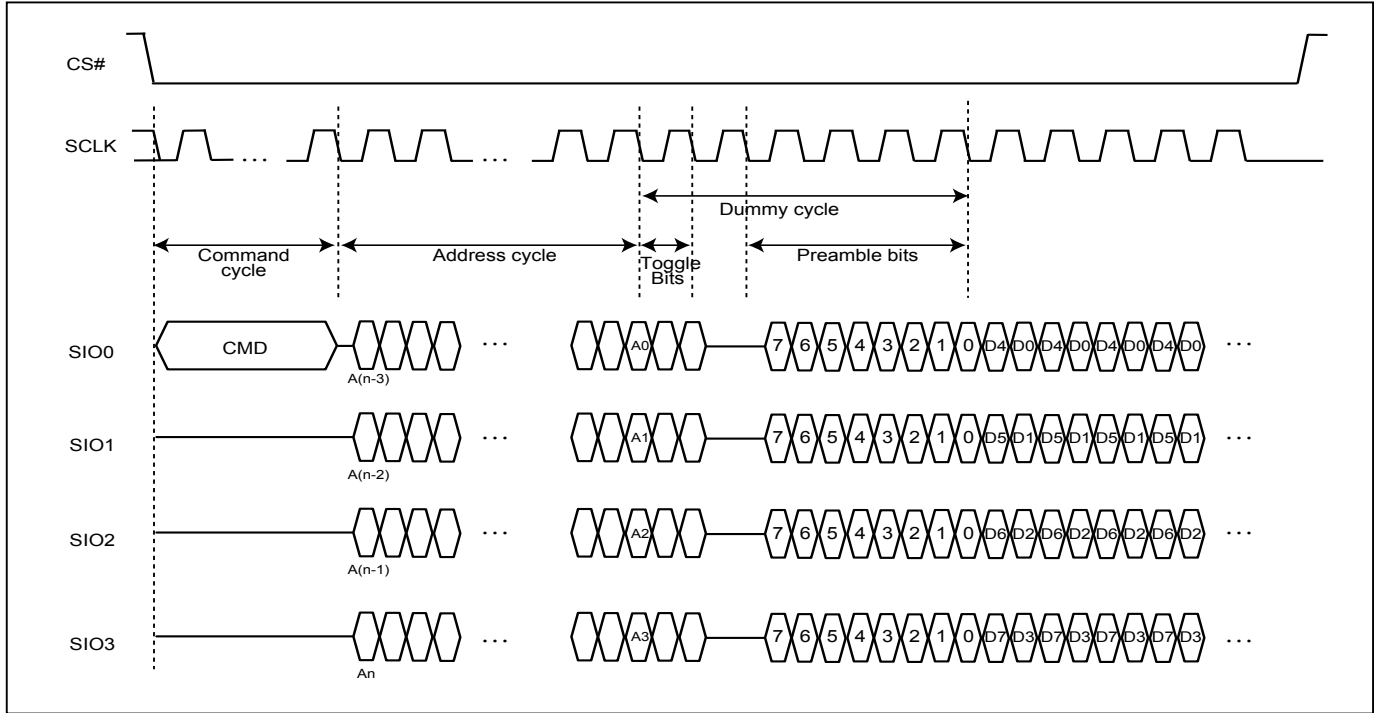 CS#
SCLK
...
...
Dummy cycle
Command
cycle
Address cycle
Toggle
Bits
Preamble bits
SIO0
CMD
...
A0
7 6 5 4 3 2 1 0 D4 D0 D4 D0 D4 D0 D4 D0 ...
A(n-3)
SIO1
...
A1
7 6 5 4 3 2 1 0 D5 D1 D5 D1 D5 D1 D5 D1 ...
A(n-2)
SIO2
...
A2
7 6 5 4 3 2 1 0 D6 D2 D6 D2 D6 D2 D6 D2 ...
A(n-1)
SIO3
...
A3
7 6 5 4 3 2 1 0 D7 D3 D7 D3 D7 D3 D7 D3 ...
An